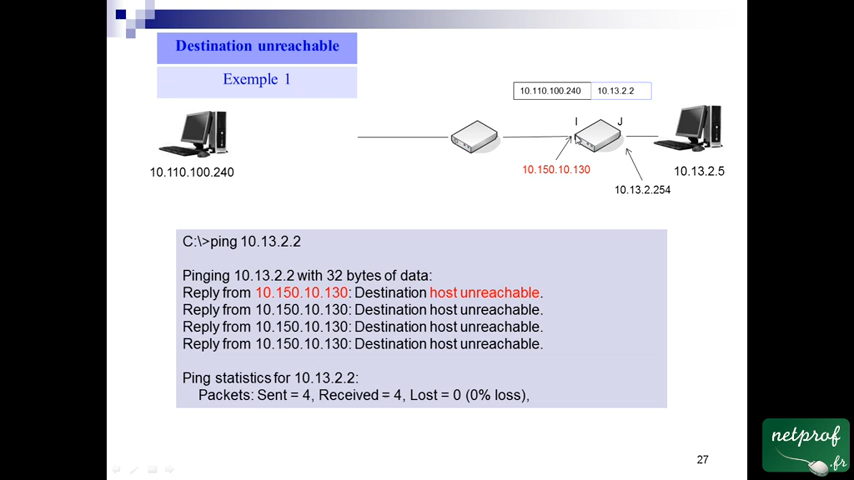 Destination unreachable
Exemple 1
10.110.100.240 10.13.2.2
I J
10.110.100.240
10.150.10.130
10.13.2.5
10.13.2.254
C:\>ping 10.13.2.2
Pinging 10.13.2.2 with 32 bytes of data:
Reply from 10.150.10.130: Destination host unreachable.
Reply from 10.150.10.130: Destination host unreachable.
Reply from 10.150.10.130: Destination host unreachable.
Reply from 10.150.10.130: Destination host unreachable.
Ping statistics for 10.13.2.2:
Packets: Sent = 4, Received = 4, Lost = 0 (0% loss),
27
netprof
.fr